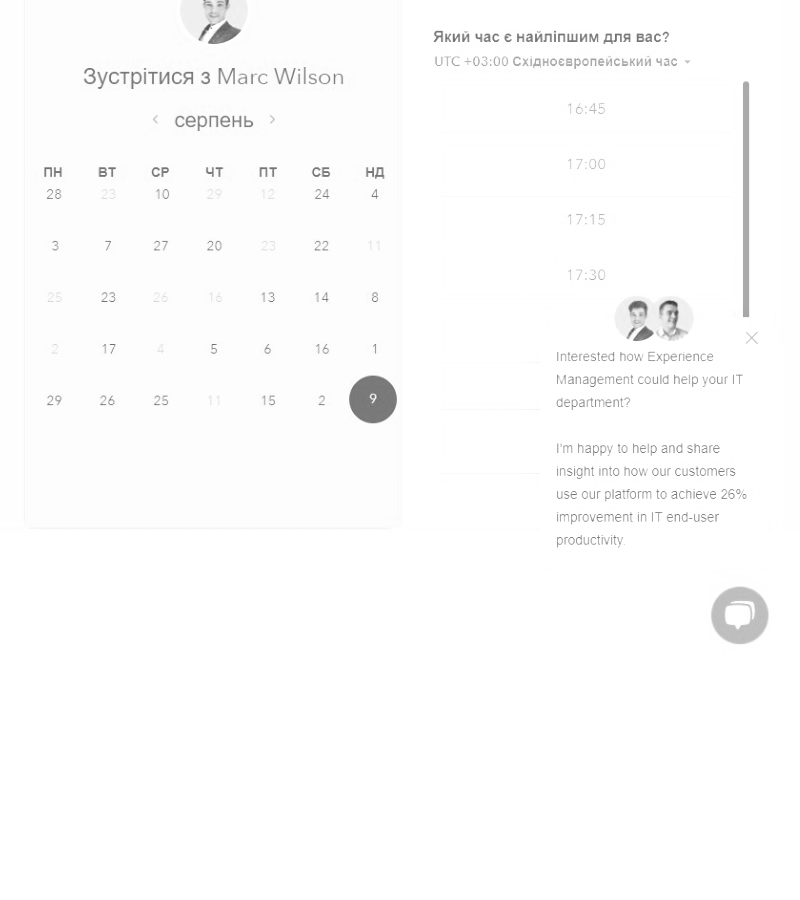 Зустрітися з Marc Wilson
серпень
ПН ВТ СР ЧТ ПТ СБ НД
28 23 10 29 12 24 4
3 7 27 20 23 22 11
25 23 26 16 13 14 8
2 17 4 5 6 16 1
29 26 25 11 15 2 9
Який час є найліпшим для вас?
UTC +03:00 Східноєвропейський час
16:45
17:00
17:15
17:30
Interested how Experience
Management could help your IT
department?
I'm happy to help and share
insight into how our customers
use our platform to achieve 26%
improvement in IT end-user
productivity.